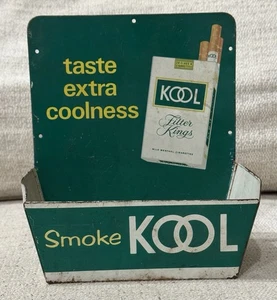 taste
extra
coolness
KOOL
Filter
Kings
Smoke KOOL